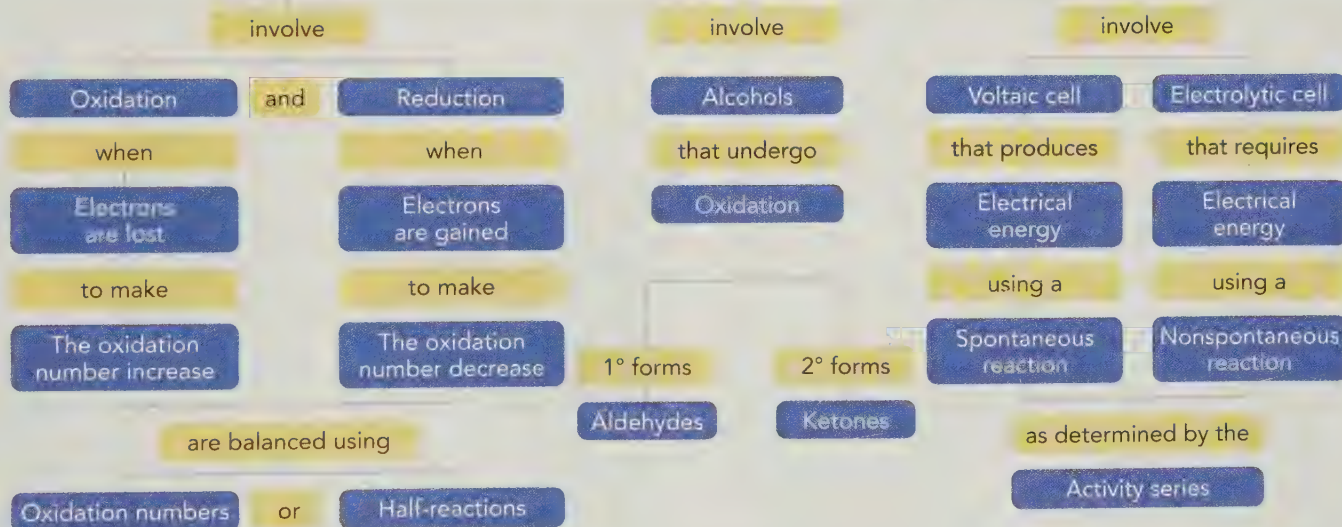 involve
Oxidation
and
Reduction
when
when
Electrons
are lost
Electrons
are gained
to make
to make
The oxidation
number increase
The oxidation
number decrease
are balanced using
Oxidation numbers
or
Half-reactions
involve
Alcohols
that undergo
Oxidation
1° forms
2° forms
Aldehydes
Ketones
involve
Voltaic cell
Electrolytic cell
that produces
that requires
Electrical
energy
Electrical
energy
using a
using a
Spontaneous
reaction
Nonspontaneous
reaction
as determined by the
Activity series